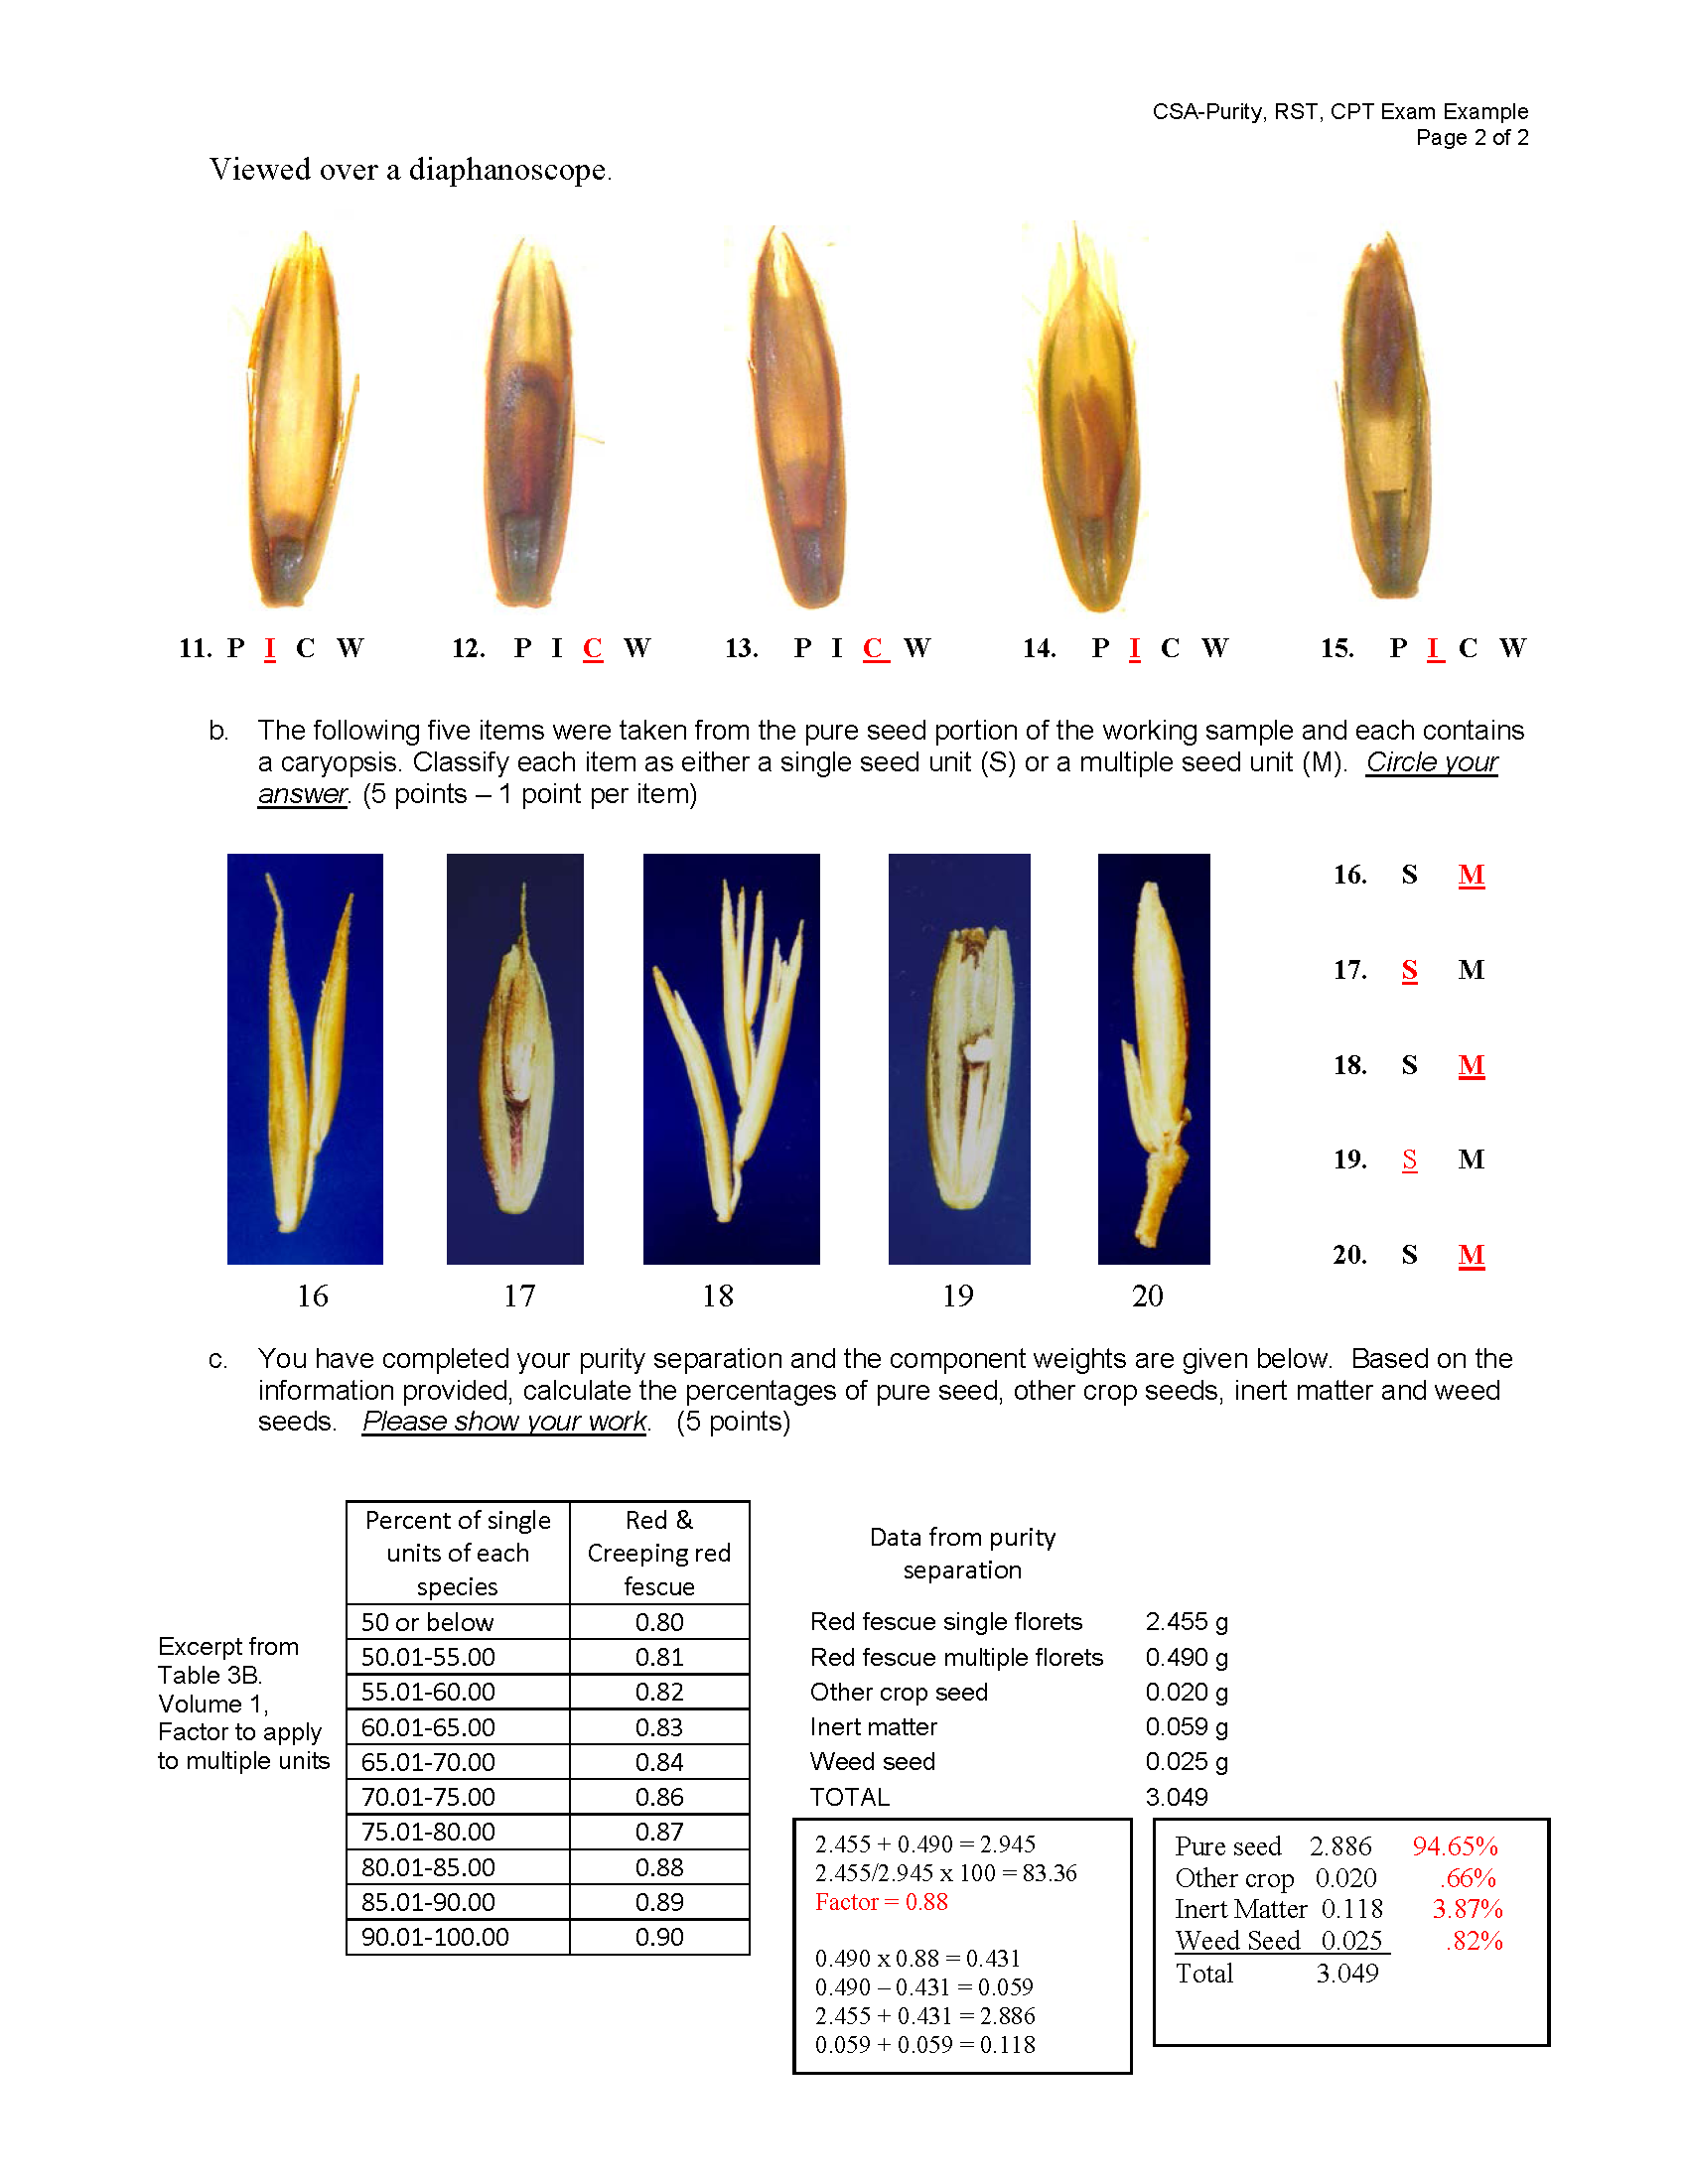 CSA-Purity, RST, CPT Exam Example
Page 2 of 2
Viewed over a diaphanoscope.
11. P I C W
12. P I C W
13. P I C W
14. P I C W
15. P I C W
b. The following five items were taken from the pure seed portion of the working sample and each contains
a caryopsis. Classify each item as either a single seed unit (S) or a multiple seed unit (M). Circle your
answer. (5 points – 1 point per item)
16. S M
17. S M
18. S M
19. S M
20. S M
16
17
18
19
20
c. You have completed your purity separation and the component weights are given below. Based on the
information provided, calculate the percentages of pure seed, other crop seeds, inert matter and weed
seeds. Please show your work. (5 points)
Excerpt from
Table 3B.
Volume 1,
Factor to apply
to multiple units
Percent of single
units of each
species
Red &
Creeping red
fescue
50 or below 0.80
50.01-55.00 0.81
55.01-60.00 0.82
60.01-65.00 0.83
65.01-70.00 0.84
70.01-75.00 0.86
75.01-80.00 0.87
80.01-85.00 0.88
85.01-90.00 0.89
90.01-100.00 0.90
Data from purity
separation
Red fescue single florets 2.455 g
Red fescue multiple florets 0.490 g
Other crop seed 0.020 g
Inert matter 0.059 g
Weed seed 0.025 g
TOTAL 3.049
2.455 + 0.490 = 2.945
2.455/2.945 x 100 = 83.36
Factor = 0.88
0.490 x 0.88 = 0.431
0.490 – 0.431 = 0.059
2.455 + 0.431 = 2.886
0.059 + 0.059 = 0.118
Pure seed 2.886 94.65%
Other crop 0.020 .66%
Inert Matter 0.118 3.87%
Weed Seed 0.025 .82%
Total 3.049